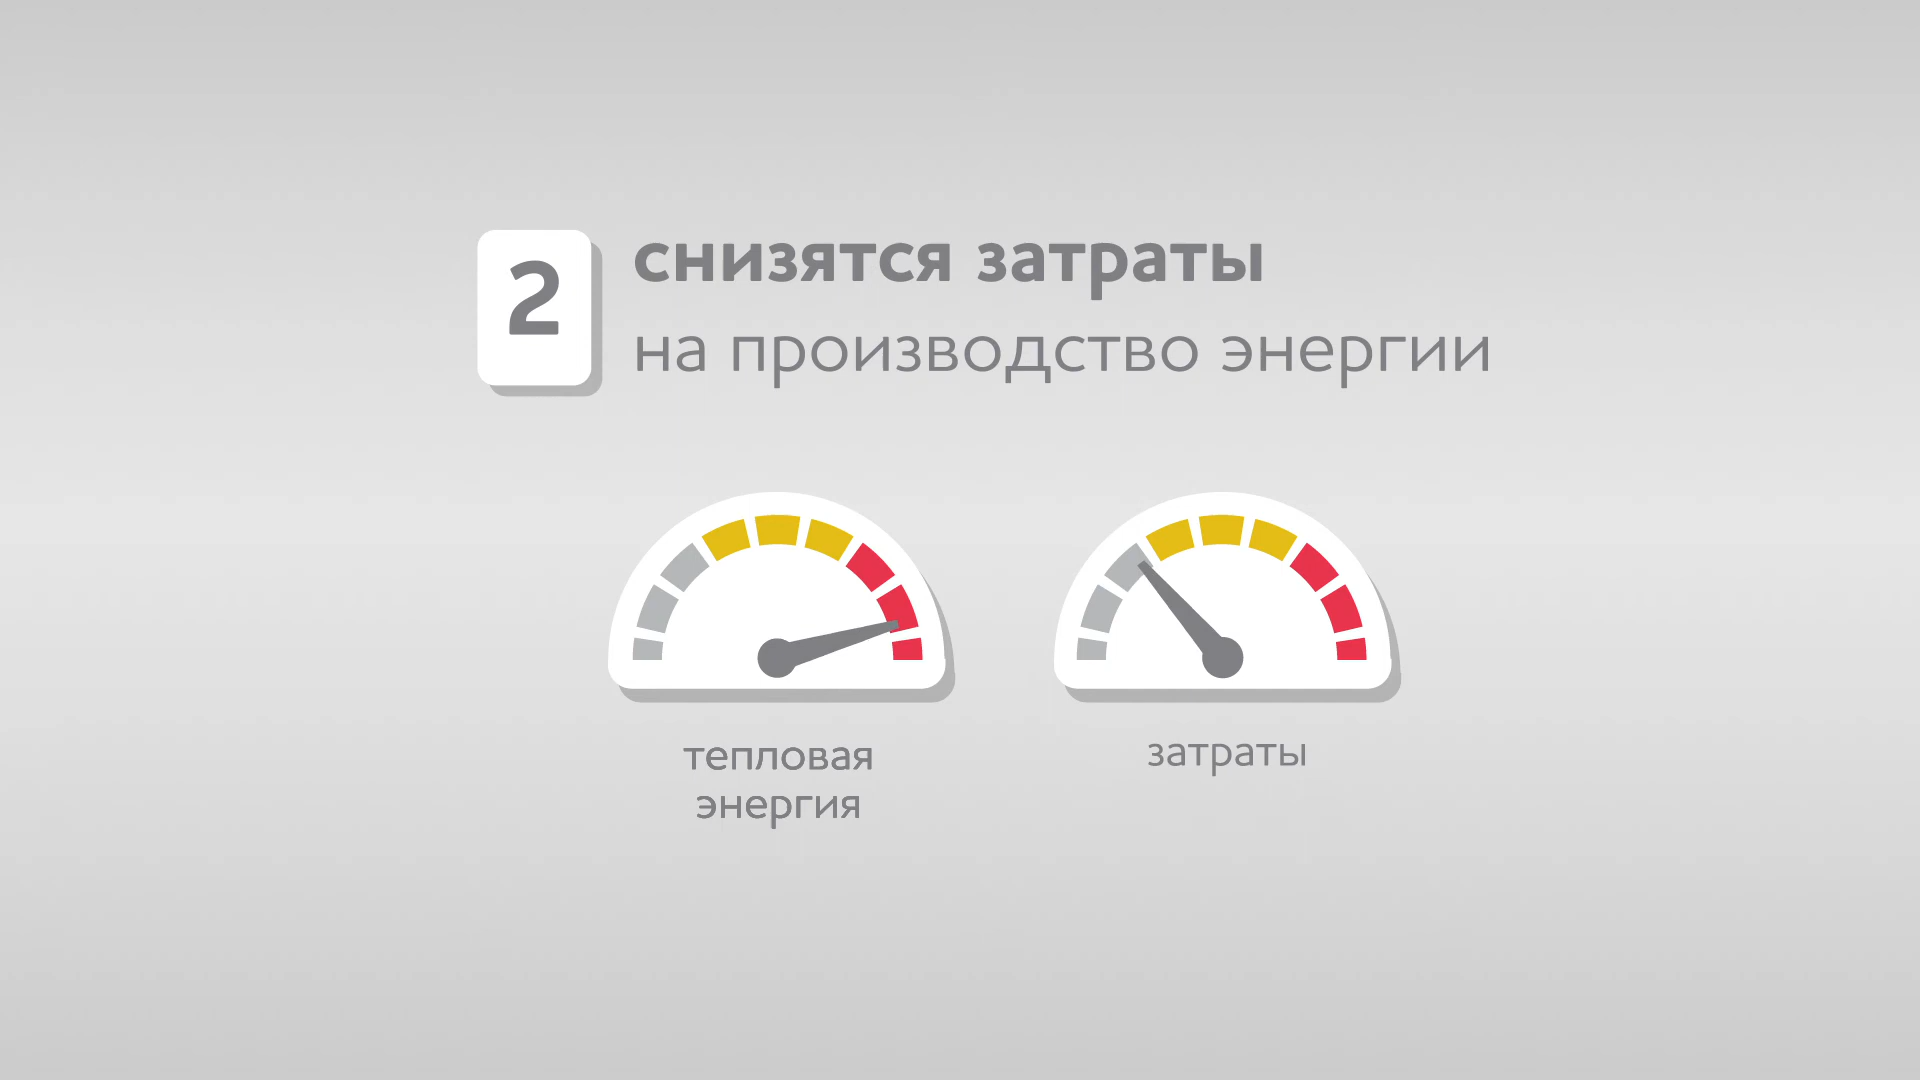 2
снизятся затраты
на производство энергии
тепловая
энергия
затраты